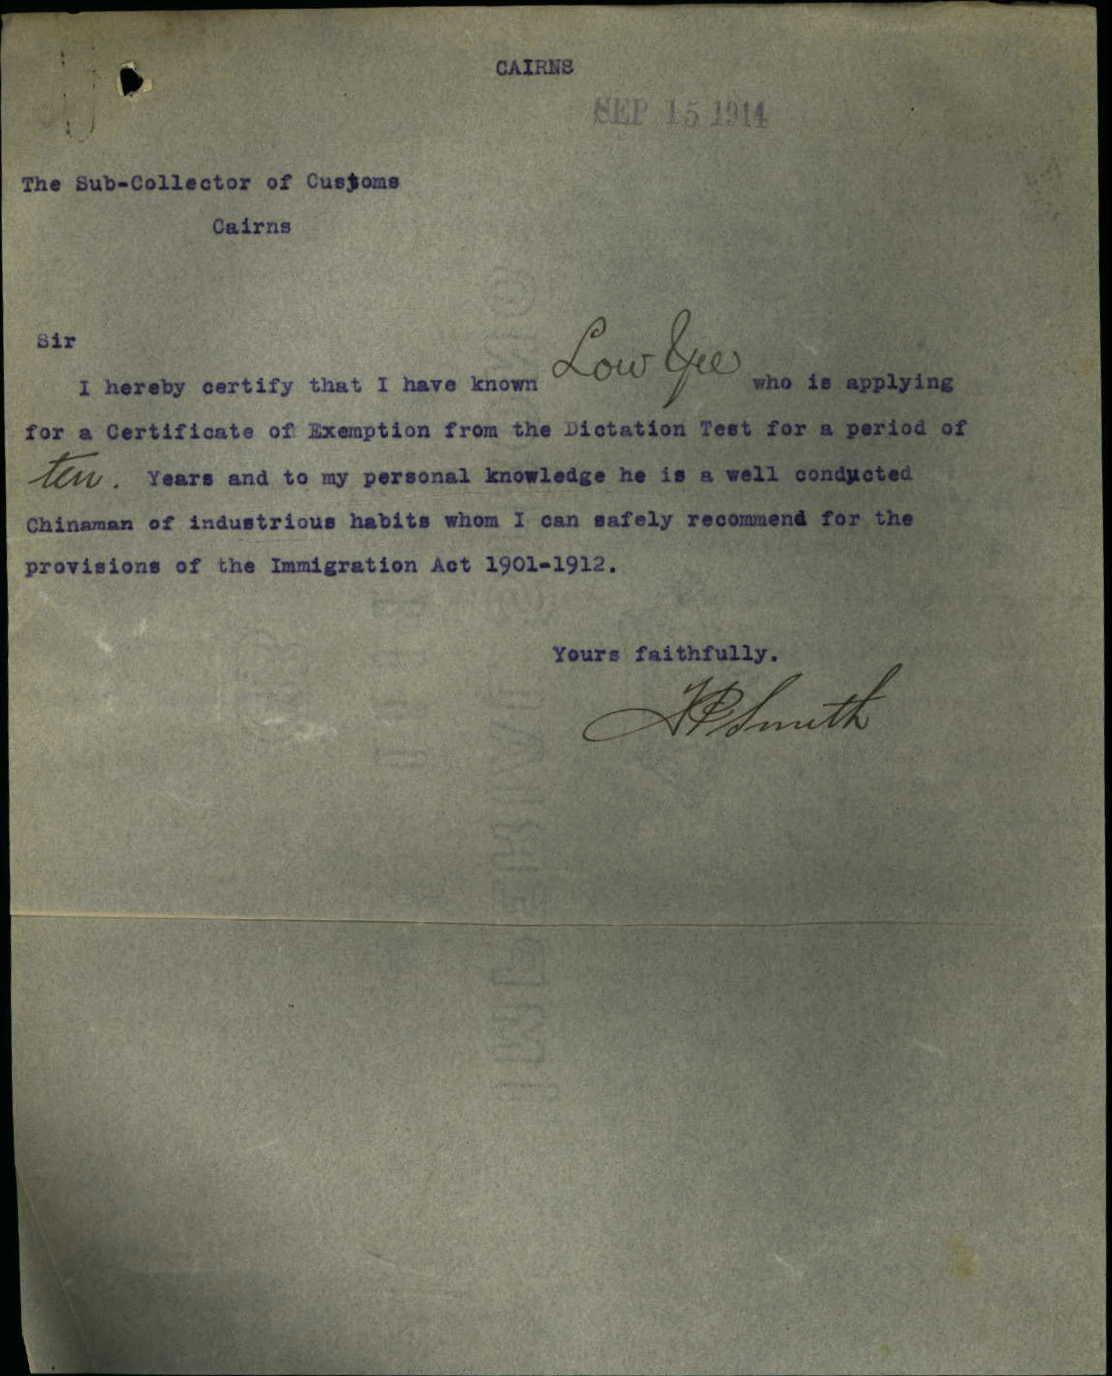 CAIRNS
SEP 15 1914
The Sub-Collector of Customs
Cairns
Sir
I hereby certify that I have known Low Yee who is applying
for a Certificate of Exemption from the Dictation Test for a period of
ten. Years and to my personal knowledge he is a well conducted
Chinaman of industrious habits whom I can safely recommend for the
provisions of the Immigration Act 1901-1912.
Yours faithfully.
Smith